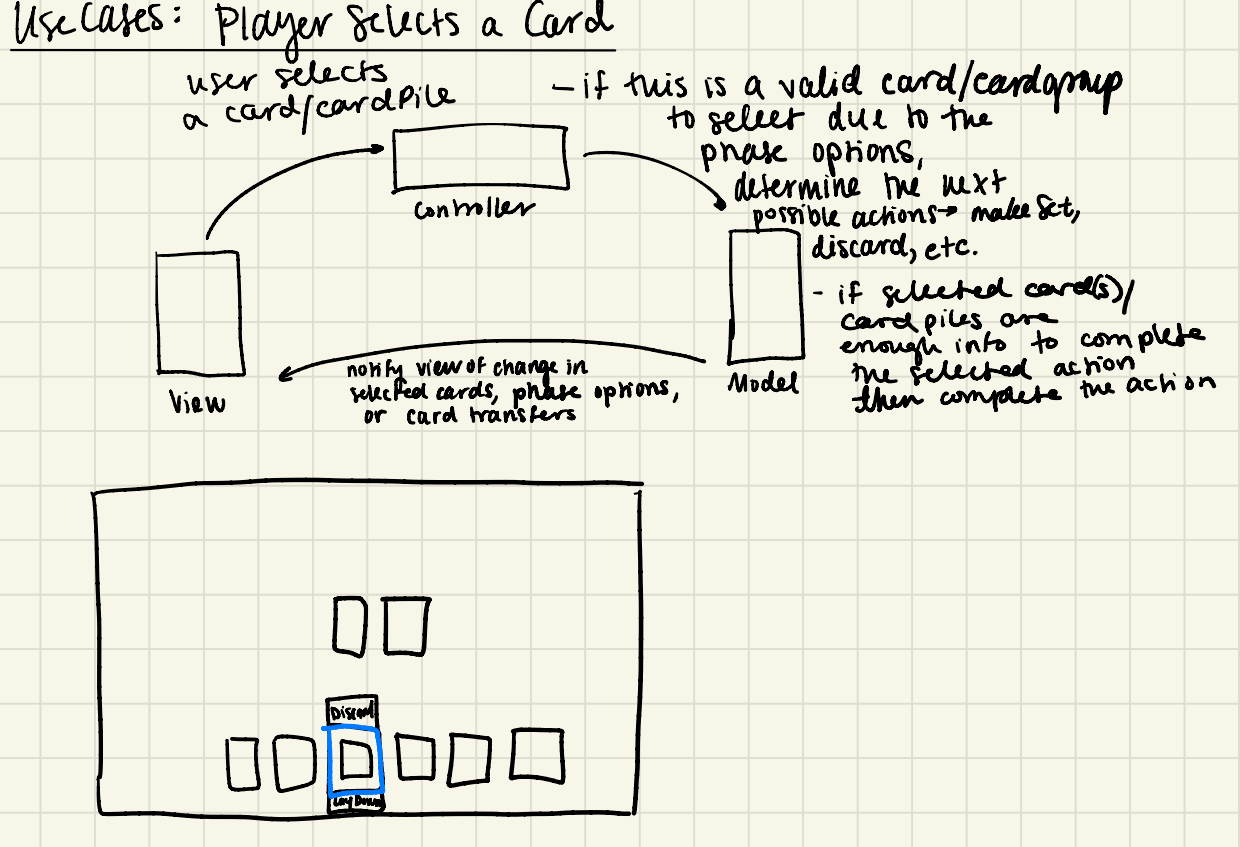 Use Cases: Player Selects a Card
user selects
a card/cardpile
- if this is a valid card/cardgroup
to select due to the
phase options,
determine the next
possible actions → make Set,
discard, etc.
Controller
- if selected card(s)/
card piles are
enough into to complete
the selected action
then complete the action
notify view of change in
selected cards, phase options,
or card transfers
View
Model
Discard
Lay Down